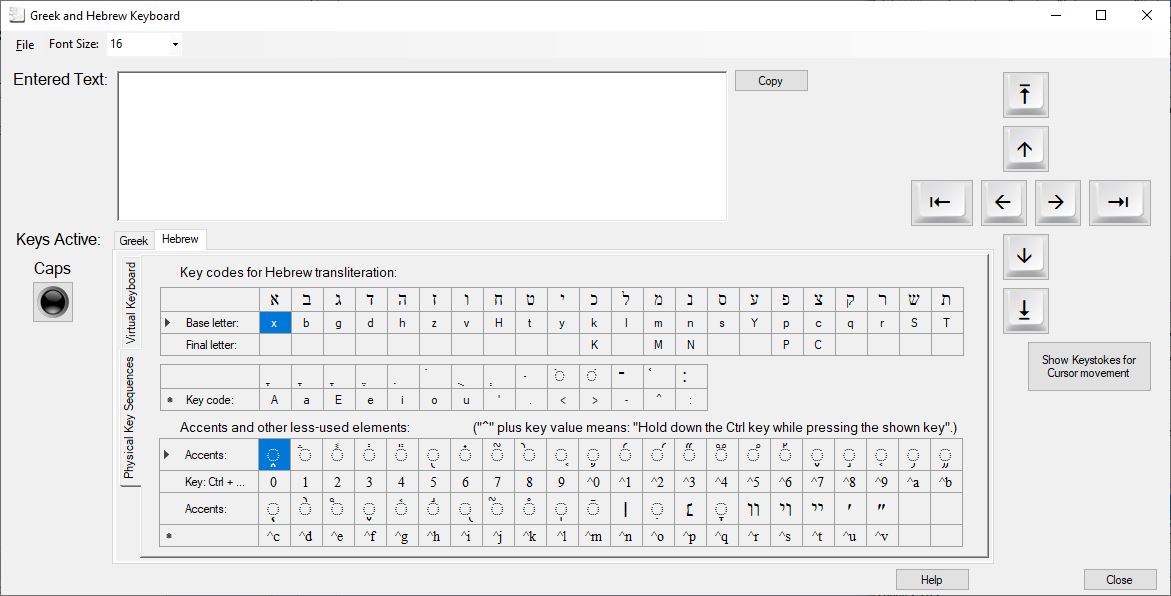 Greek and Hebrew Keyboard
File Font Size: 16
Entered Text:
Copy
Keys Active:
Caps
Greek Hebrew
Virtual Keyboard
Physical Key Sequences
Key codes for Hebrew transliteration:
א ב ג ד ה ז ו ח ט י כ ל מ נ ס ע פ צ ק ר ש ת
Base letter: x b g d h z v H t y k l m n s Y p c q r S T
Final letter: K M N P C
Key code: A a E e i o u ' . < > - ^ :
Accents and other less-used elements: ("^" plus key value means: "Hold down the Ctrl key while pressing the shown key".)
Accents:
Key: Ctrl + ... 0 1 2 3 4 5 6 7 8 9 ^0 ^1 ^2 ^3 ^4 ^5 ^6 ^7 ^8 ^9 ^a ^b
Accents: װ ױ ײ ׳ ״
^c ^d ^e ^f ^g ^h ^i ^j ^k ^l ^m ^n ^o ^p ^q ^r ^s ^t ^u ^v
Show Keystokes for
Cursor movement
Help
Close